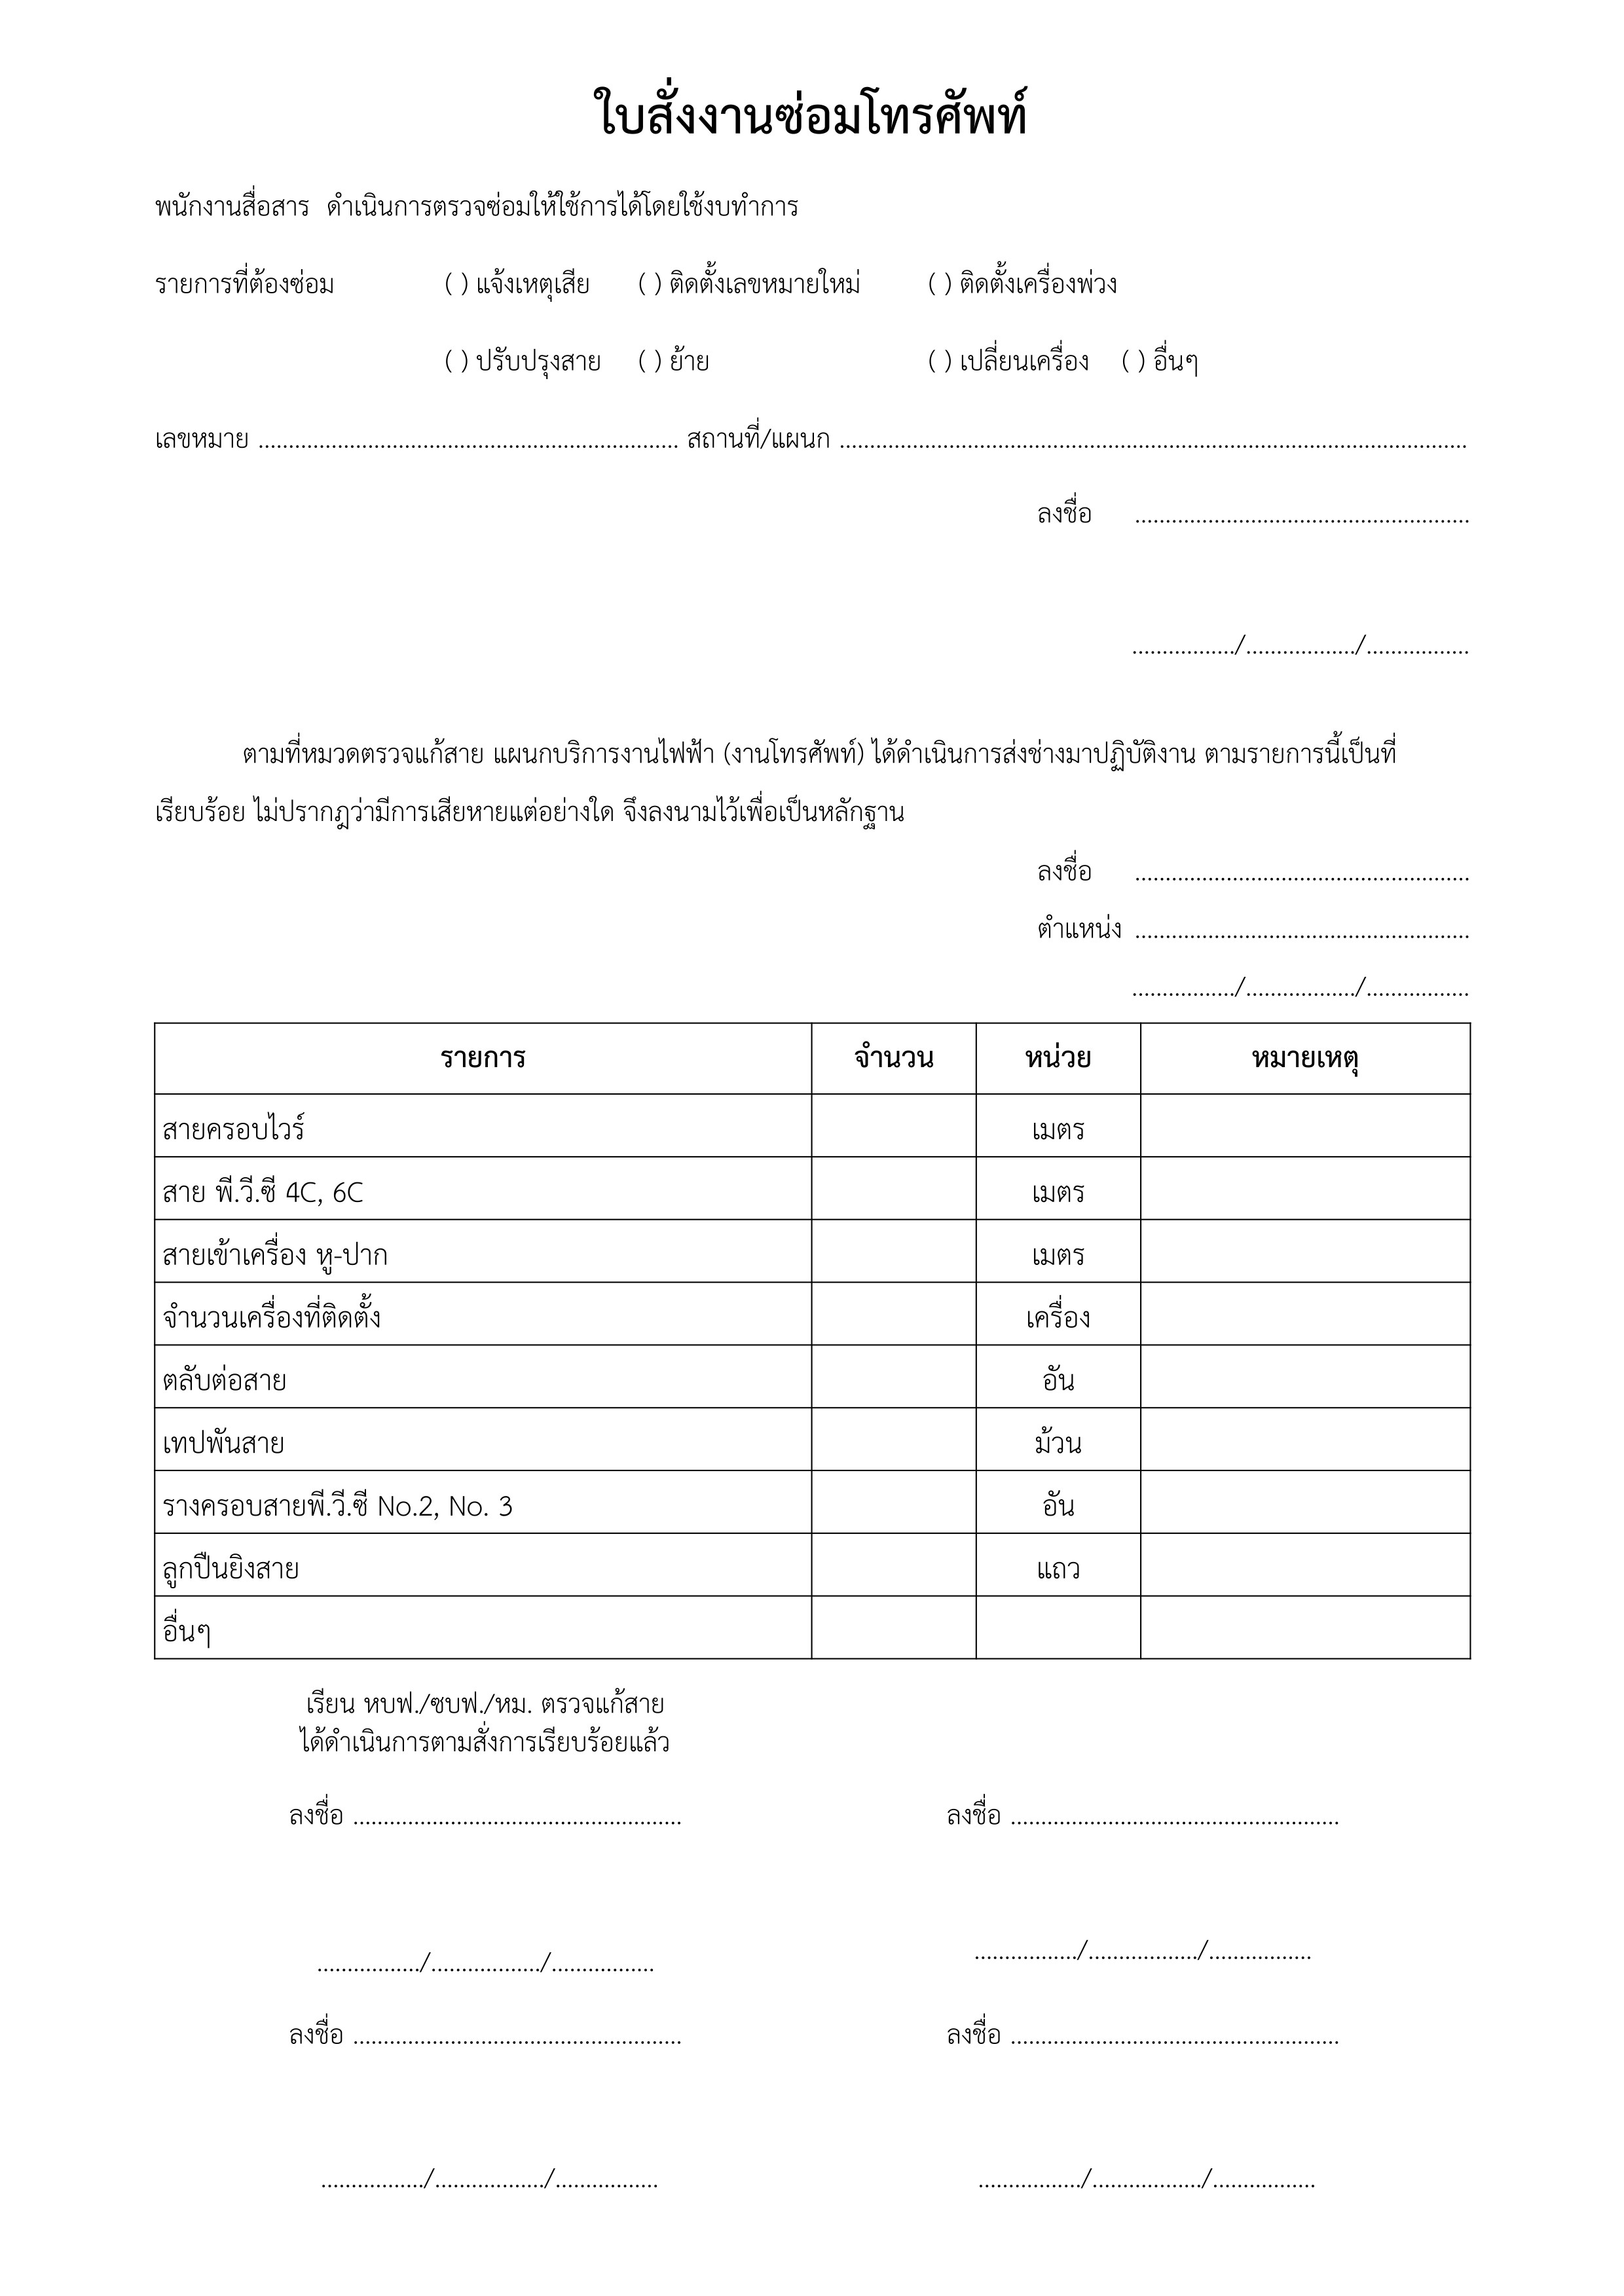 ใบสั่งงานซ่อมโทรศัพท์
พนักงานสื่อสาร ดำเนินการตรวจซ่อมให้ใช้การได้โดยใช้งบทำการ
รายการที่ต้องซ่อม ( ) แจ้งเหตุเสีย ( ) ติดตั้งเลขหมายใหม่ ( ) ติดตั้งเครื่องพ่วง
( ) ปรับปรุงสาย ( ) ย้าย ( ) เปลี่ยนเครื่อง ( ) อื่นๆ
เลขหมาย ..................................................................... สถานที่/แผนก .......................................................................................................
ลงชื่อ .......................................................
................./................../.................
ตามที่หมวดตรวจแก้สาย แผนกบริการงานไฟฟ้า (งานโทรศัพท์) ได้ดำเนินการส่งช่างมาปฏิบัติงาน ตามรายการนี้เป็นที่
เรียบร้อย ไม่ปรากฎว่ามีการเสียหายแต่อย่างใด จึงลงนามไว้เพื่อเป็นหลักฐาน
ลงชื่อ .......................................................
ตำแหน่ง .......................................................
................./................../.................
รายการ จำนวน หน่วย หมายเหตุ
สายครอบไวร์ เมตร
สาย พี.วี.ซี 4C, 6C เมตร
สายเข้าเครื่อง หู-ปาก เมตร
จำนวนเครื่องที่ติดตั้ง เครื่อง
ตลับต่อสาย อัน
เทปพันสาย ม้วน
รางครอบสายพี.วี.ซี No.2, No. 3 อัน
ลูกปืนยิงสาย แถว
อื่นๆ
เรียน หบฟ./ซบฟ./หม. ตรวจแก้สาย
ได้ดำเนินการตามสั่งการเรียบร้อยแล้ว
ลงชื่อ ...................................................... ลงชื่อ ......................................................
................./................../................. ................./................../.................
ลงชื่อ ...................................................... ลงชื่อ ......................................................
................./................../................. ................./................../.................